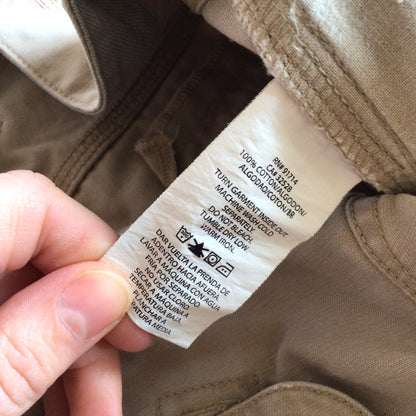 RN# 91714
CA# 32528
100% COTTON/ALGODON/
ALGODAO/COTON/棉
TURN GARMENT INSIDE OUT.
MACHINE WASH COLD
SEPARATELY.
DO NOT BLEACH.
TUMBLE DRY LOW.
WARM IRON.
DAR VUELTA A PRENDA DE
ADENTRO HACIA AFUERA.
LAVAR A MAQUINA CON AGUA
FRIA POR SEPARADO.
NO USAR CLORO
SECAR A MAQUINA A
TEMPERATURA BAJA.
PLANCHAR A
TEMPERATURA MEDIA.